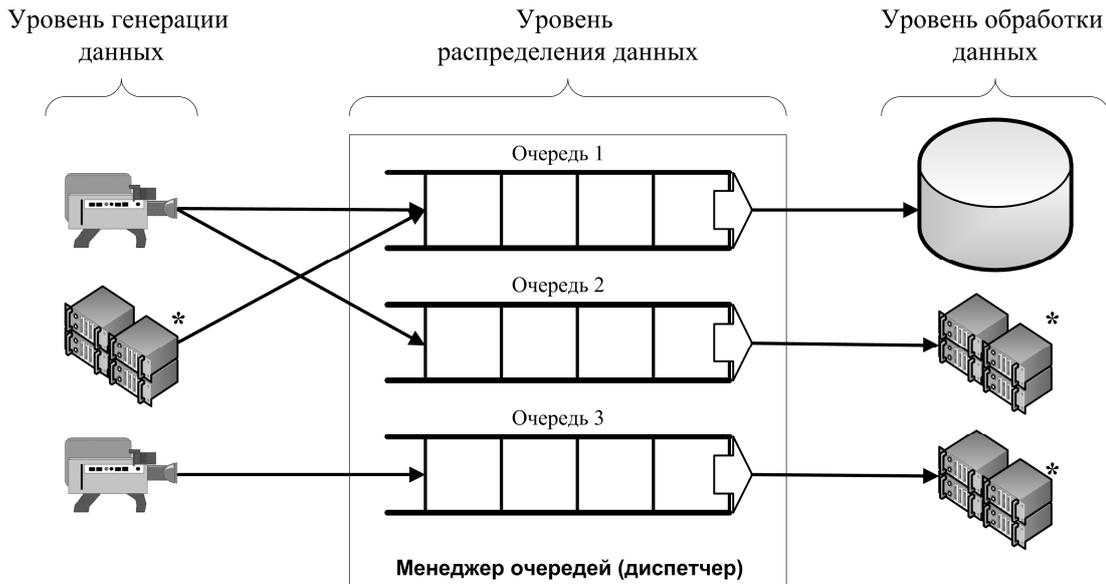 Уровень генерации
данных
Уровень
распределения данных
Уровень обработки
данных
Очередь 1
*
Очередь 2
*
Очередь 3
*
Менеджер очередей (диспетчер)